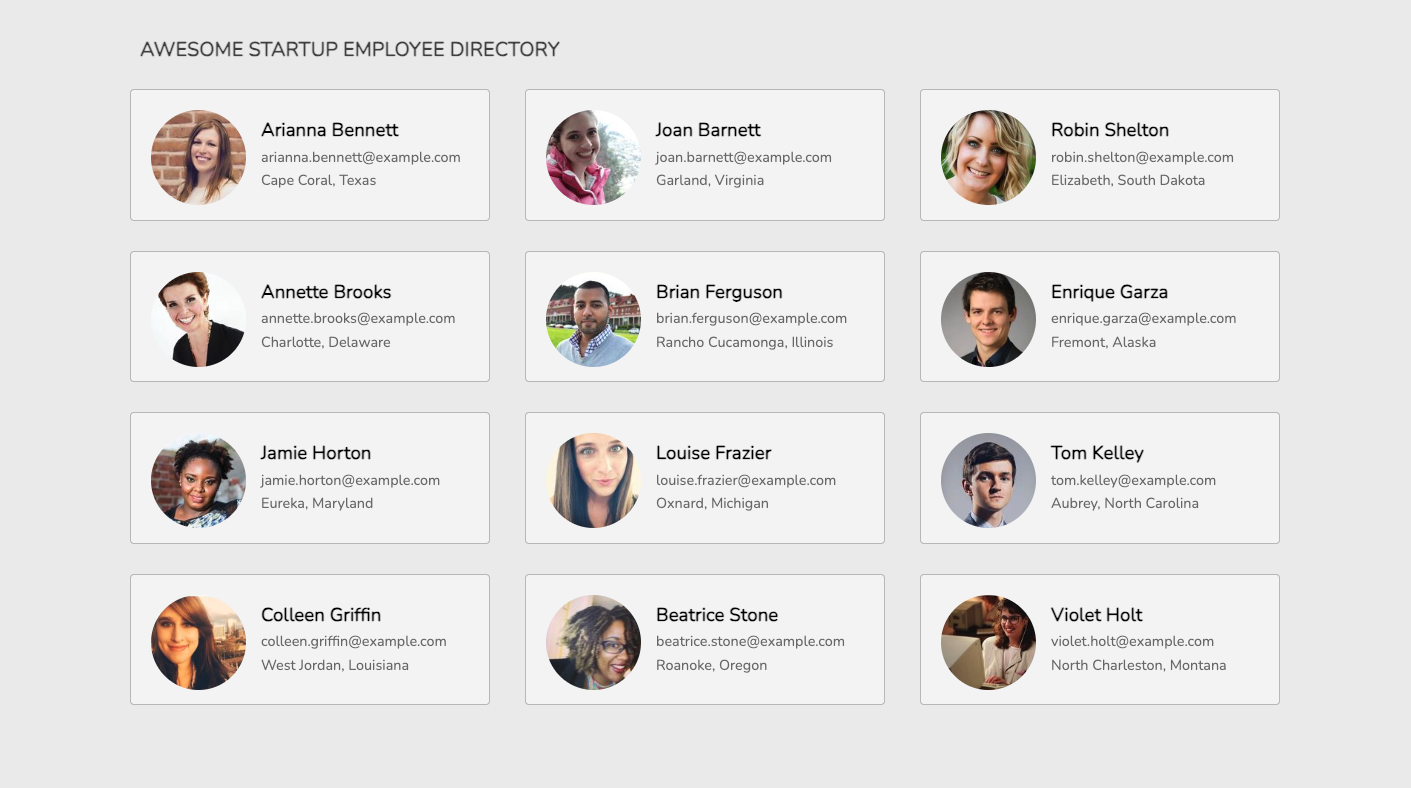 AWESOME STARTUP EMPLOYEE DIRECTORY
Arianna Bennett
arianna.bennett@example.com
Cape Coral, Texas
Joan Barnett
joan.barnett@example.com
Garland, Virginia
Robin Shelton
robin.shelton@example.com
Elizabeth, South Dakota
Annette Brooks
annette.brooks@example.com
Charlotte, Delaware
Brian Ferguson
brian.ferguson@example.com
Rancho Cucamonga, Illinois
Enrique Garza
enrique.garza@example.com
Fremont, Alaska
Jamie Horton
jamie.horton@example.com
Eureka, Maryland
Louise Frazier
louise.frazier@example.com
Oxnard, Michigan
Tom Kelley
tom.kelley@example.com
Aubrey, North Carolina
Colleen Griffin
colleen.griffin@example.com
West Jordan, Louisiana
Beatrice Stone
beatrice.stone@example.com
Roanoke, Oregon
Violet Holt
violet.holt@example.com
North Charleston, Montana